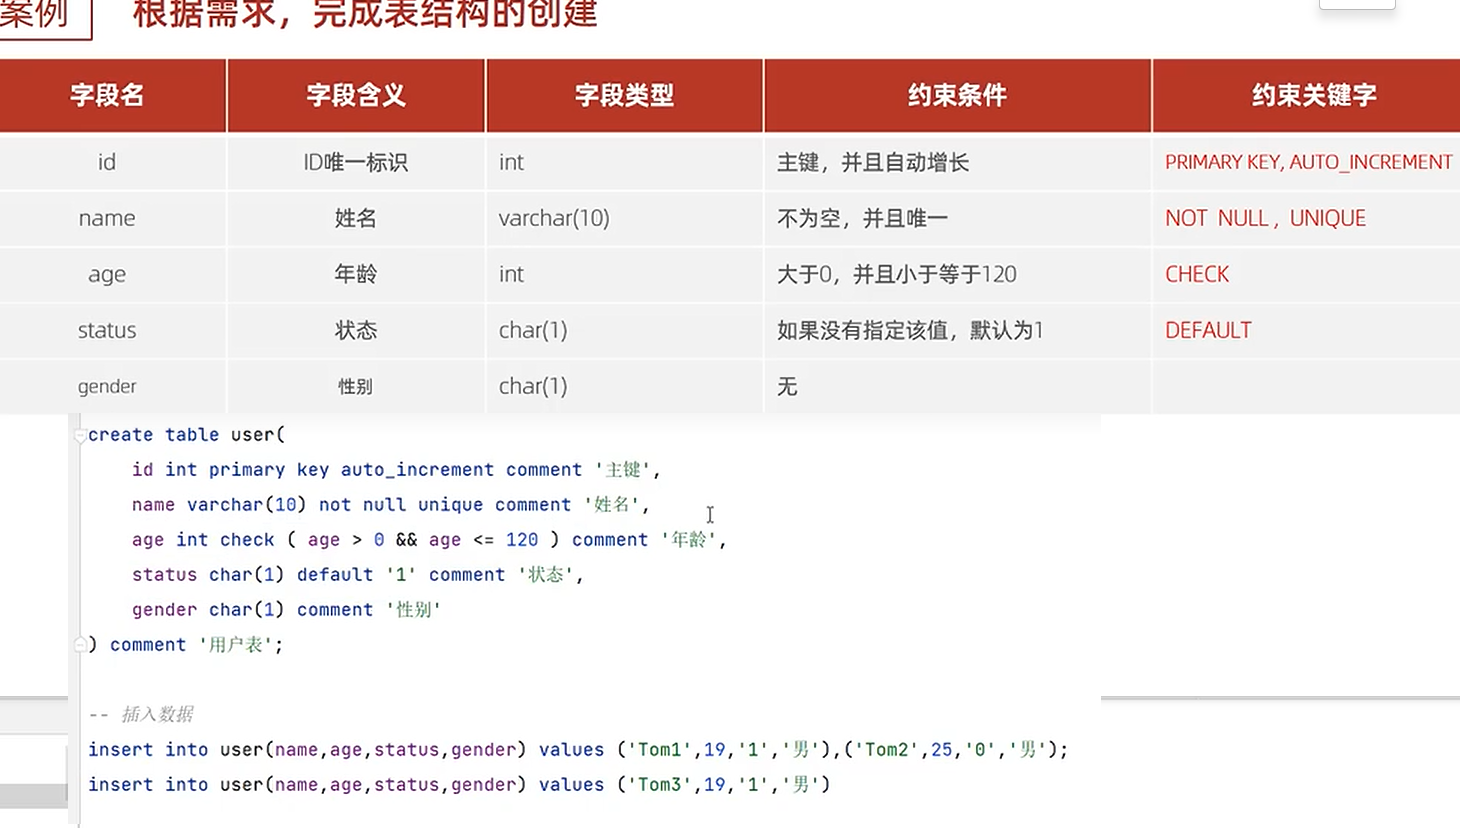 案例 根据需求，完成表结构的创建
字段名 字段含义 字段类型 约束条件 约束关键字
id ID唯一标识 int 主键，并且自动增长 PRIMARY KEY, AUTO_INCREMENT
name 姓名 varchar(10) 不为空，并且唯一 NOT NULL , UNIQUE
age 年龄 int 大于0，并且小于等于120 CHECK
status 状态 char(1) 如果没有指定该值，默认为1 DEFAULT
gender 性别 char(1) 无
create table user(
    id int primary key auto_increment comment '主键',
    name varchar(10) not null unique comment '姓名',
    age int check ( age > 0 && age <= 120 ) comment '年龄',
    status char(1) default '1' comment '状态',
    gender char(1) comment '性别'
) comment '用户表';
-- 插入数据
insert into user(name,age,status,gender) values ('Tom1',19,'1','男'),('Tom2',25,'0','男');
insert into user(name,age,status,gender) values ('Tom3',19,'1','男')